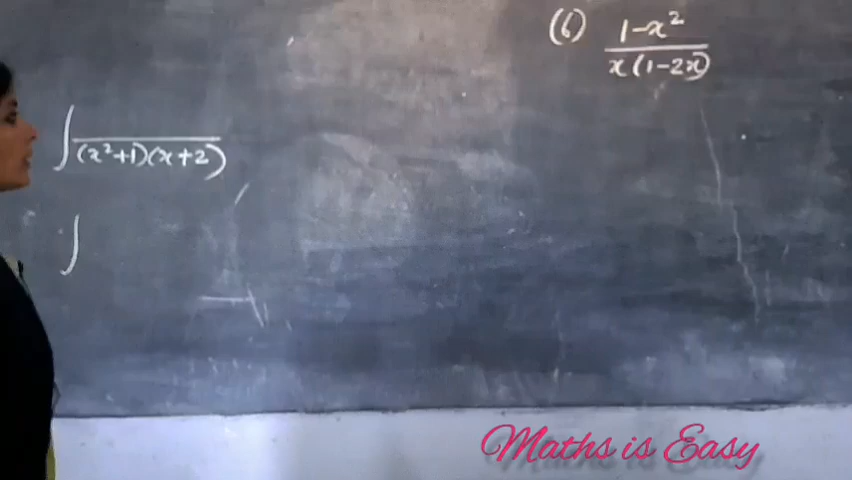 (6) 1-x²
x(1-2x)
∫
(x²+1)(x+2)
∫
Maths is Easy